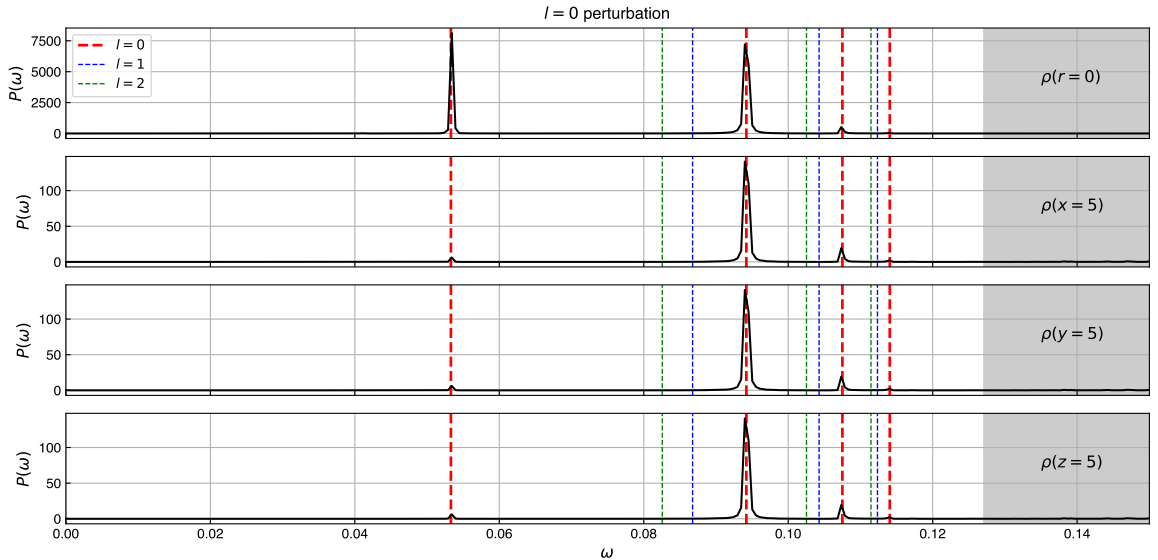 l = 0 perturbation
P(ω)
7500
5000
2500
0
l = 0
l = 1
l = 2
ρ(r = 0)
P(ω)
100
50
0
ρ(x = 5)
P(ω)
100
50
0
ρ(y = 5)
P(ω)
100
50
0
ρ(z = 5)
0.00 0.02 0.04 0.06 0.08 0.10 0.12 0.14
ω